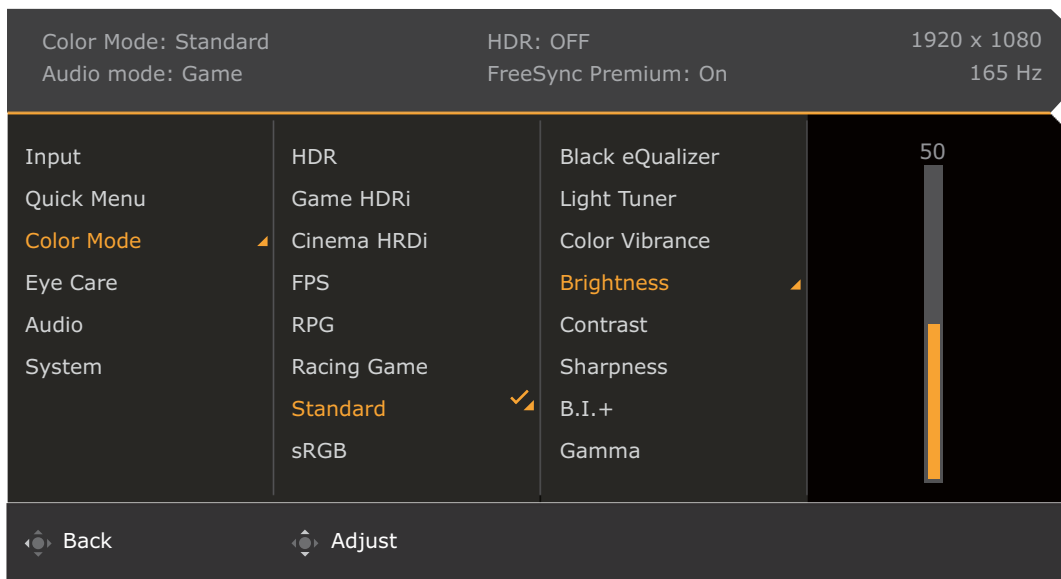 Color Mode: Standard
HDR: OFF
1920 x 1080
Audio mode: Game
FreeSync Premium: On
165 Hz
Input
Quick Menu
Color Mode
Eye Care
Audio
System
HDR
Game HDRi
Cinema HRDi
FPS
RPG
Racing Game
Standard
sRGB
Black eQualizer
Light Tuner
Color Vibrance
Brightness
Contrast
Sharpness
B.I.+
Gamma
50
Back
Adjust